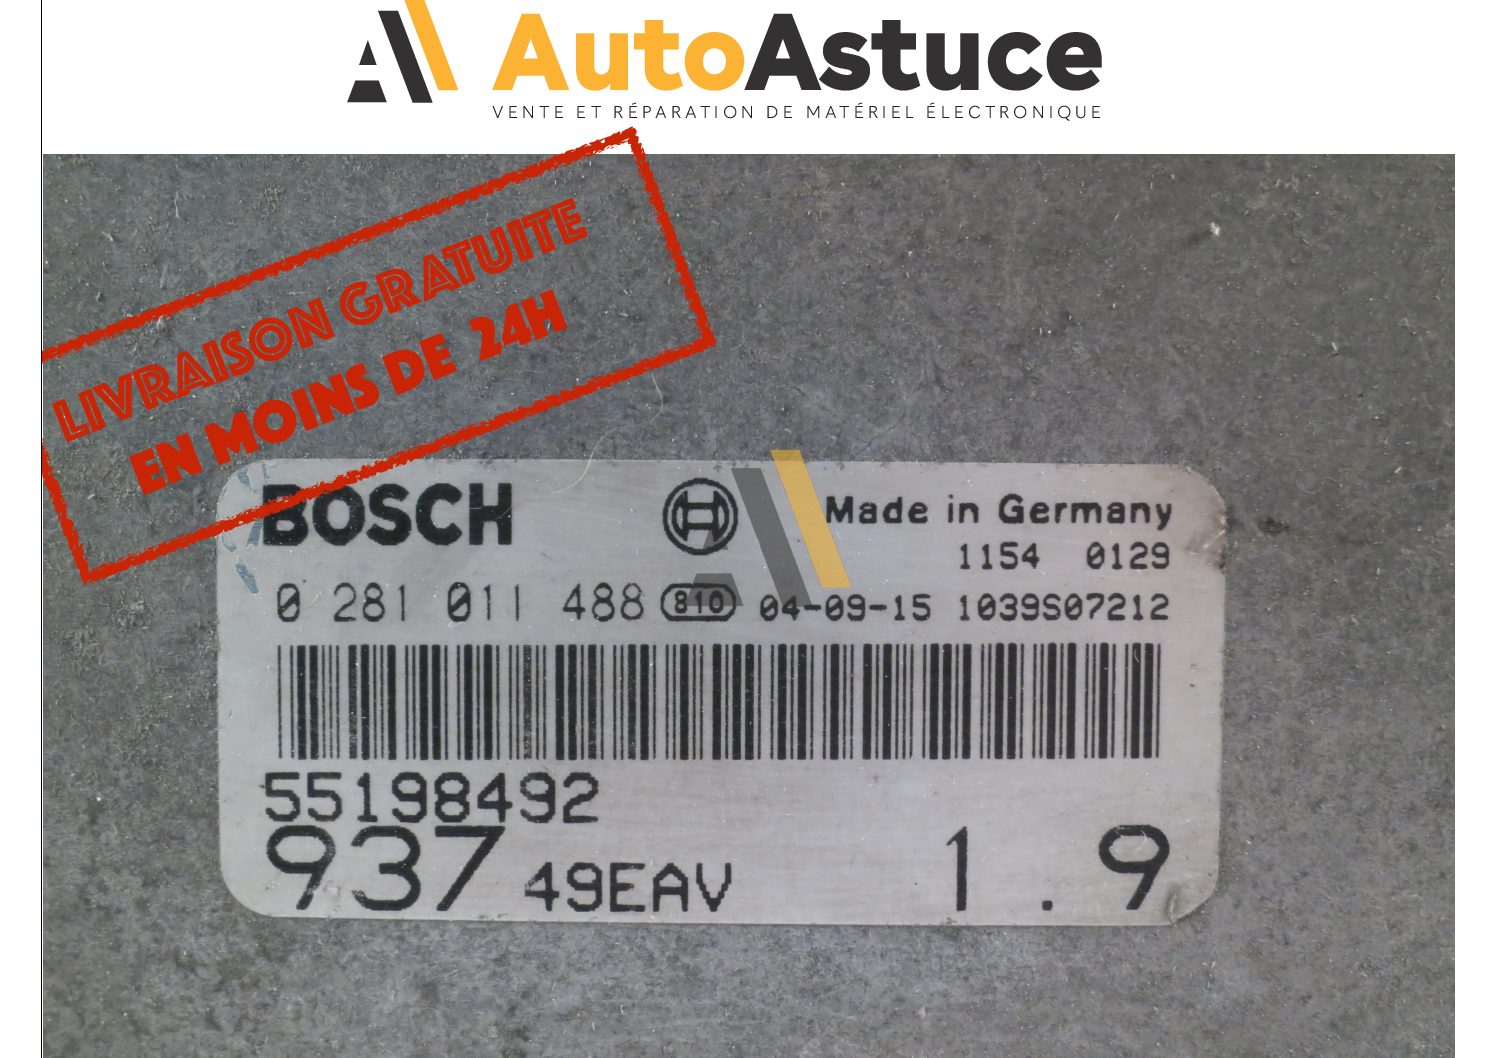 AutoAstuce
VENTE ET RÉPARATION DE MATÉRIEL ÉLECTRONIQUE
LIVRAISON GRATUITE
EN MOINS DE 24H
BOSCH
Made in Germany
1154 0129
0 281 011 488 810 04-09-15 1039S07212
55198492
937 49EAV 1.9